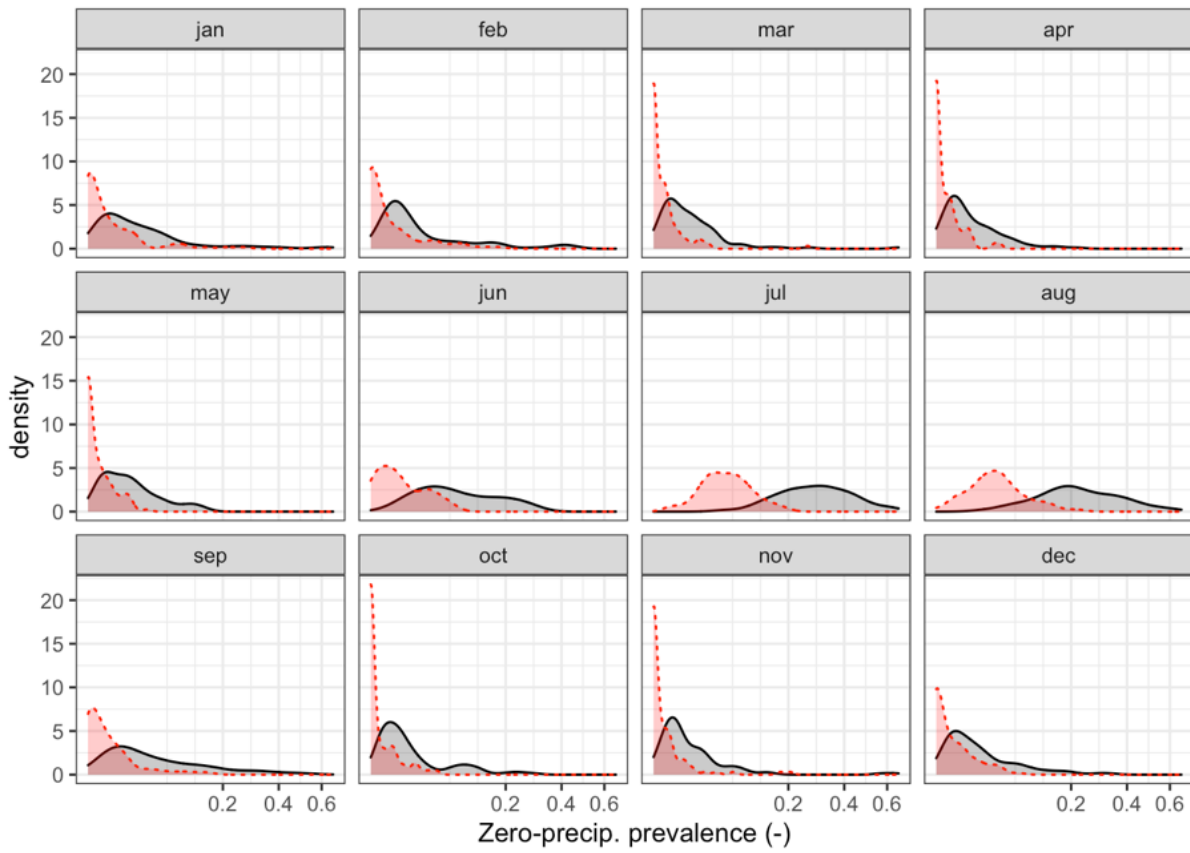 jan feb mar apr
20
15
10
5
0
may jun jul aug
20
15
10
5
0
density
sep oct nov dec
20
15
10
5
0
0.2 0.4 0.6 0.2 0.4 0.6 0.2 0.4 0.6 0.2 0.4 0.6
Zero-precip. prevalence (-)